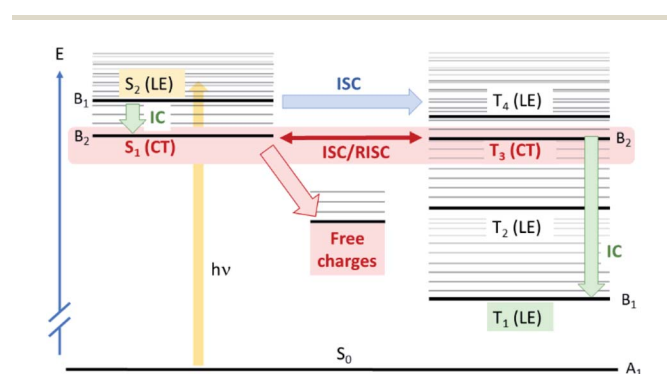 E
S₂ (LE)
B₁
IC
B₂
S₁ (CT)
ISC
ISC/RISC
T₄ (LE)
T₃ (CT)
B₂
T₂ (LE)
IC
Free
charges
hν
B₁
T₁ (LE)
S₀
A₁